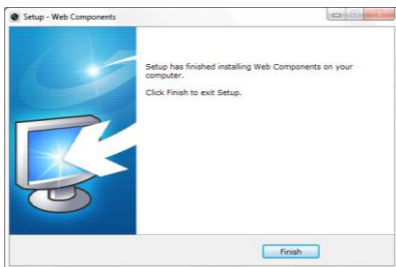 Setup - Web Components
Setup has finished installing Web Components on your
computer.
Click Finish to exit Setup.
Finish